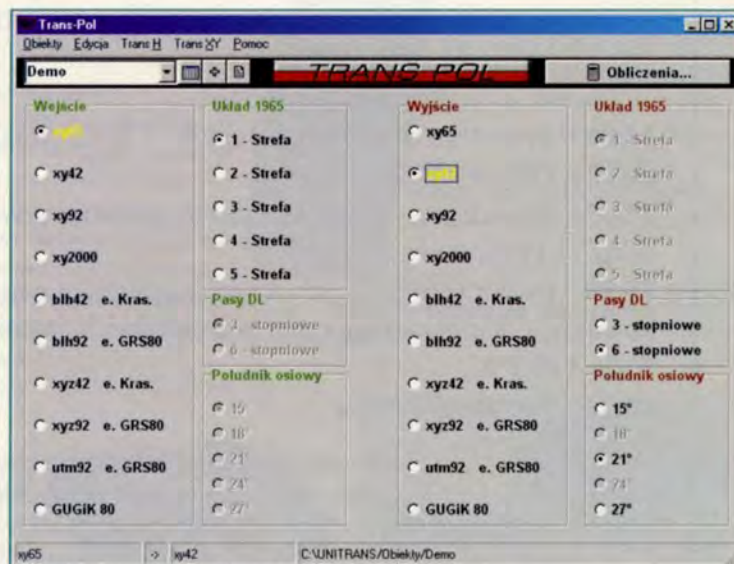 Trans-Pol
Obiekty Edycja Trans H Trans XY Pomoc
Demo
TRANS POL
Obliczenia...
Wejście
xy65
xy42
xy92
xy2000
blh42 e. Kras.
blh92 e. GRS80
xyz42 e. Kras.
xyz92 e. GRS80
utm92 e. GRS80
GUGiK 80
Układ 1965
1 - Strefa
2 - Strefa
3 - Strefa
4 - Strefa
5 - Strefa
Pasy DL
3 - stopniowe
6 - stopniowe
Południk osiowy
15°
18°
21°
24°
27°
Wyjście
xy65
xy42
xy92
xy2000
blh42 e. Kras.
blh92 e. GRS80
xyz42 e. Kras.
xyz92 e. GRS80
utm92 e. GRS80
GUGiK 80
Układ 1965
1 - Strefa
2 - Strefa
3 - Strefa
4 - Strefa
5 - Strefa
Pasy DL
3 - stopniowe
6 - stopniowe
Południk osiowy
15°
18°
21°
24°
27°
xy65 -> xy42 C:\UNITRANS/Obiekty/Demo